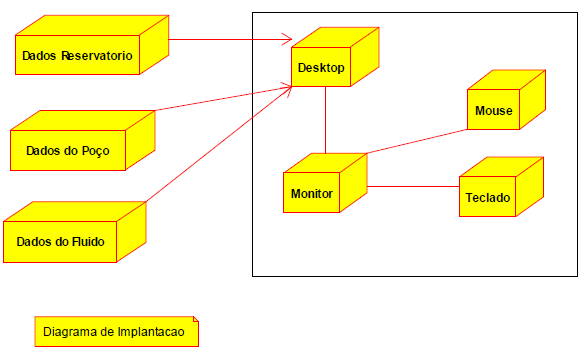 Dados Reservatorio
Desktop
Mouse
Dados do Poço
Monitor
Teclado
Dados do Fluido
Diagrama de Implantacao